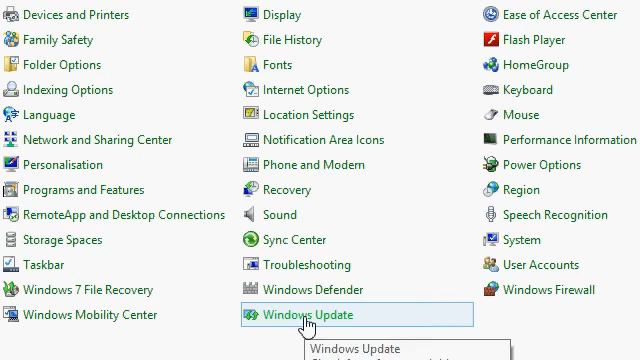 Devices and Printers
Display
Ease of Access Center
Family Safety
File History
Flash Player
Folder Options
Fonts
HomeGroup
Indexing Options
Internet Options
Keyboard
Language
Location Settings
Mouse
Network and Sharing Center
Notification Area Icons
Performance Information
Personalisation
Phone and Modem
Power Options
Programs and Features
Recovery
Region
RemoteApp and Desktop Connections
Sound
Speech Recognition
Storage Spaces
Sync Center
System
Taskbar
Troubleshooting
User Accounts
Windows 7 File Recovery
Windows Defender
Windows Firewall
Windows Mobility Center
Windows Update
Windows Update